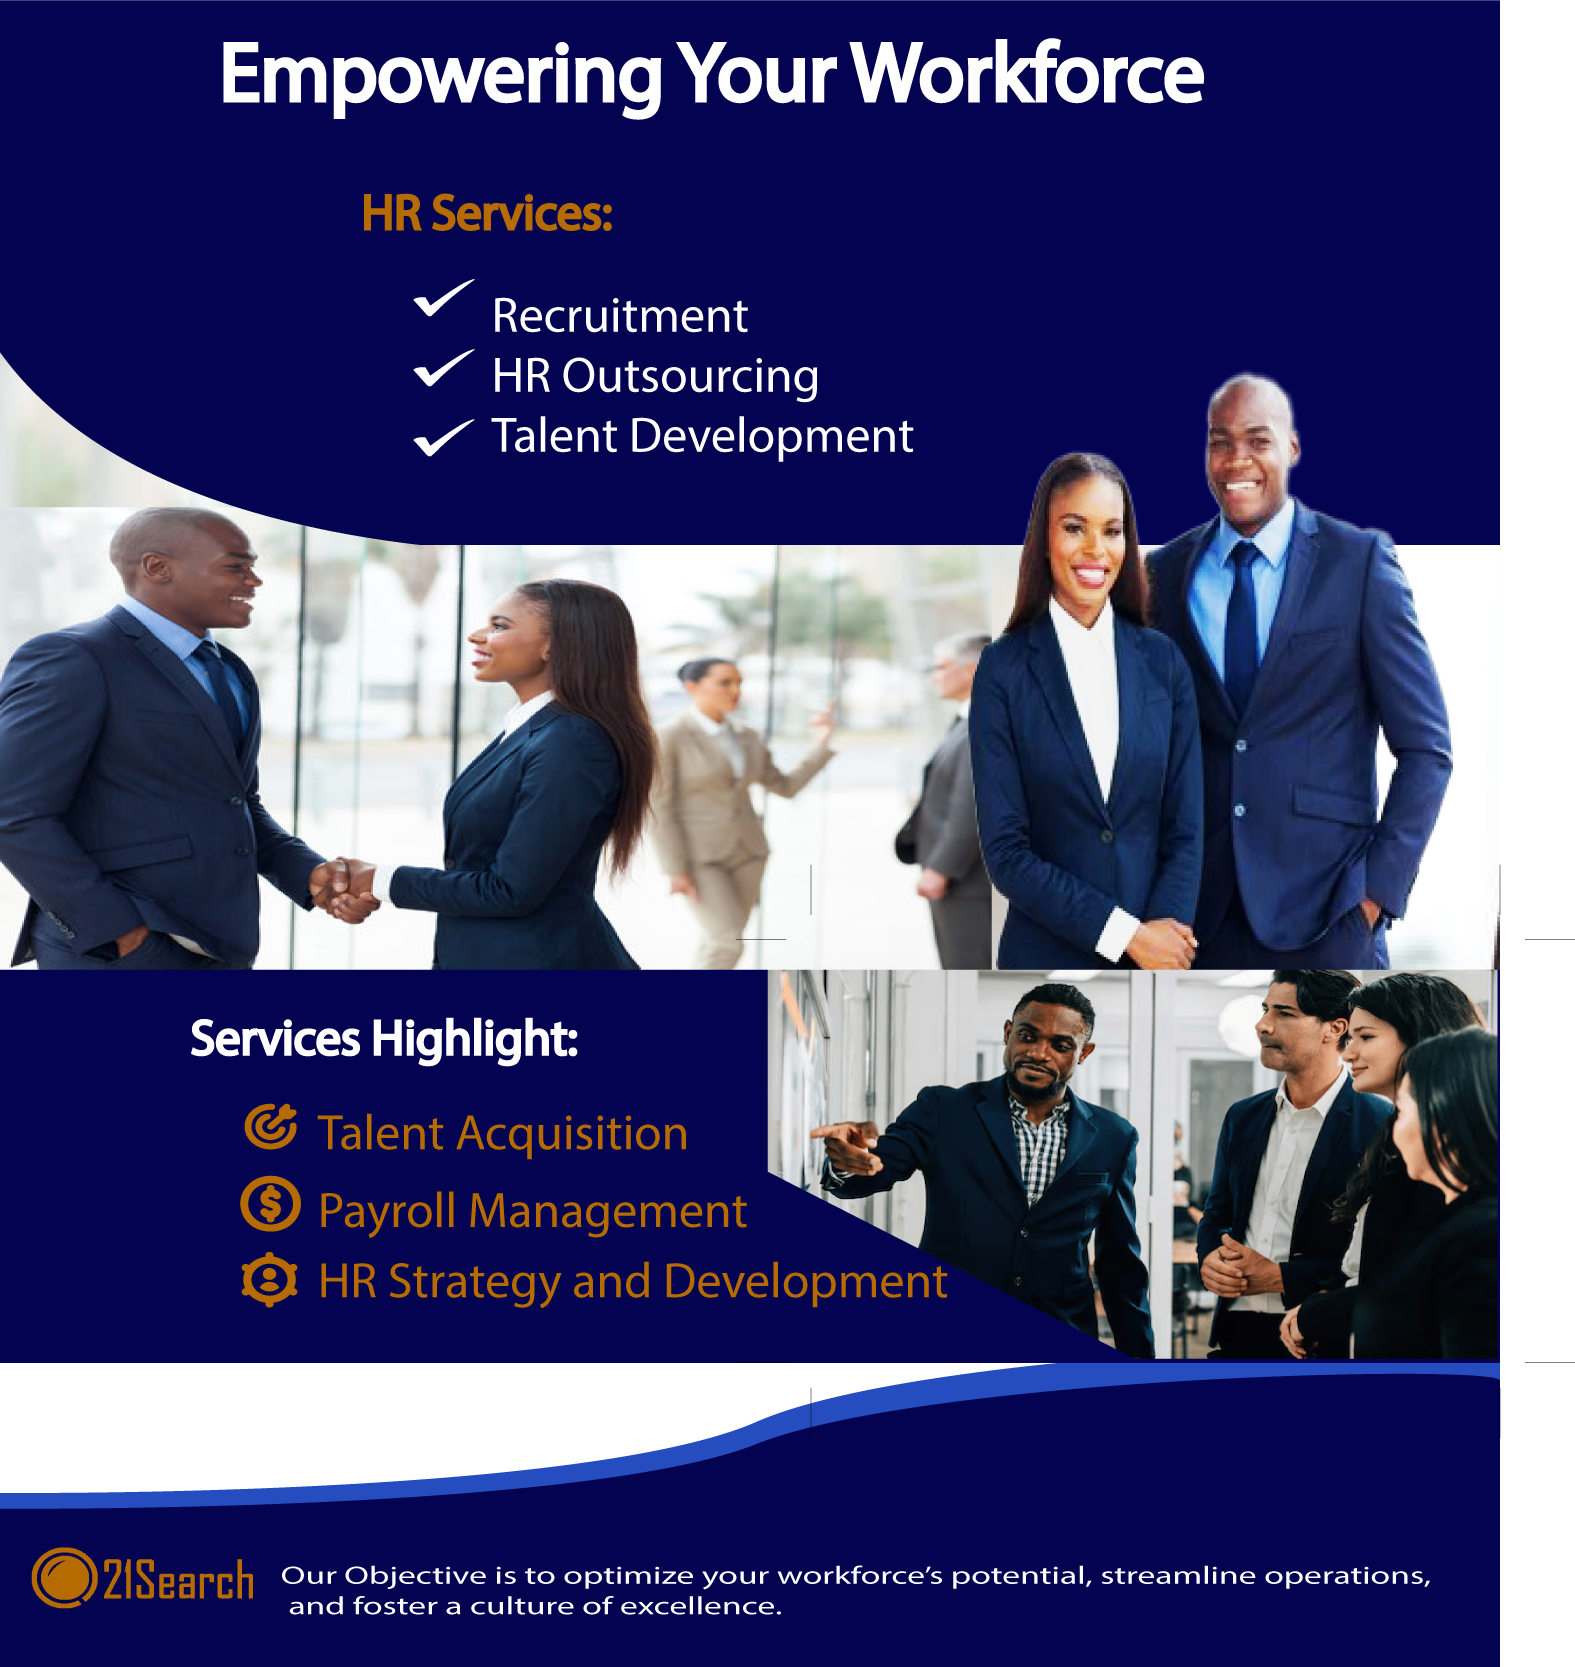 Empowering Your Workforce
HR Services:
Recruitment
HR Outsourcing
Talent Development
Services Highlight:
Talent Acquisition
Payroll Management
HR Strategy and Development
21Search
Our Objective is to optimize your workforce’s potential, streamline operations,
and foster a culture of excellence.